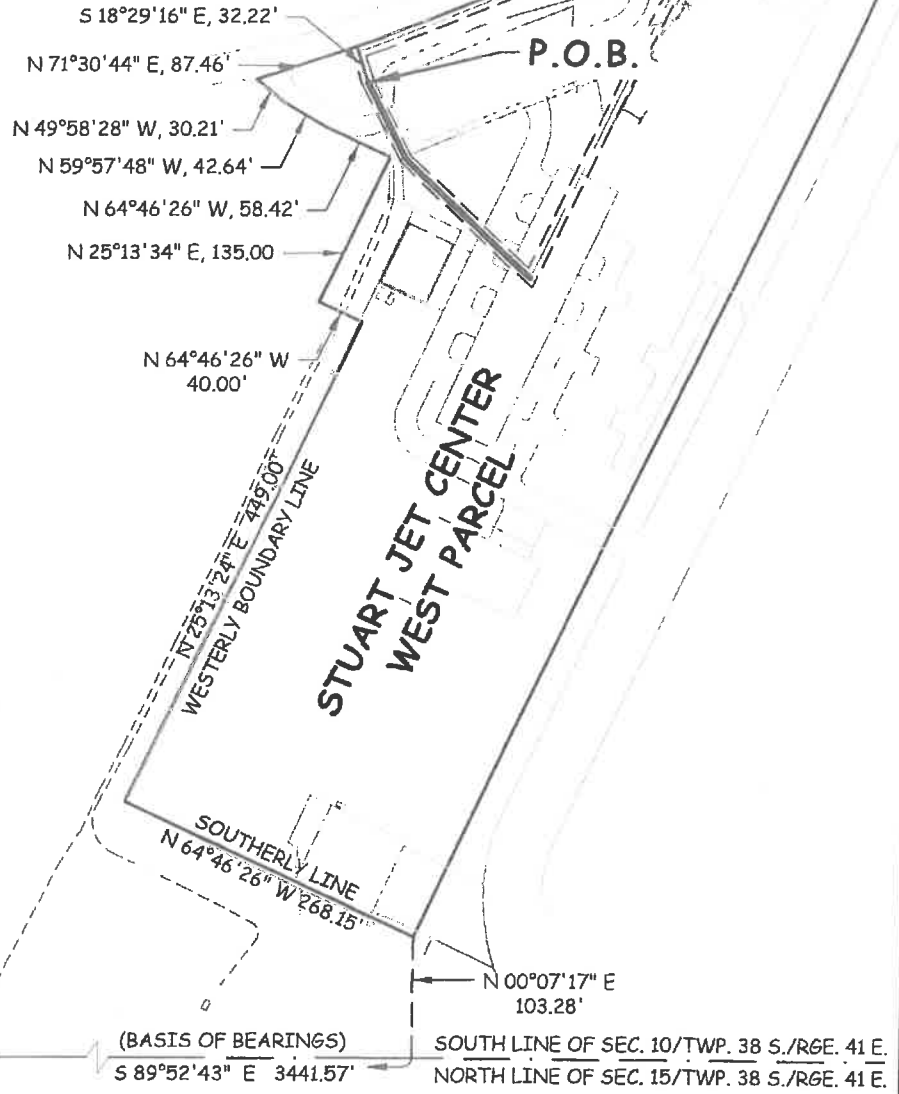 S 18°29'16" E, 32.22'
P.O.B.
N 71°30'44" E, 87.46'
N 49°58'28" W, 30.21'
N 59°57'48" W, 42.64'
N 64°46'26" W, 58.42'
N 25°13'34" E, 135.00
N 64°46'26" W
40.00'
N 25°13'24" E 449.00'
WESTERLY BOUNDARY LINE
STUART JET CENTER
WEST PARCEL
SOUTHERLY LINE
N 64°46'26" W 268.15'
N 00°07'17" E
103.28'
(BASIS OF BEARINGS)
S 89°52'43" E 3441.57'
SOUTH LINE OF SEC. 10/TWP. 38 S./RGE. 41 E.
NORTH LINE OF SEC. 15/TWP. 38 S./RGE. 41 E.